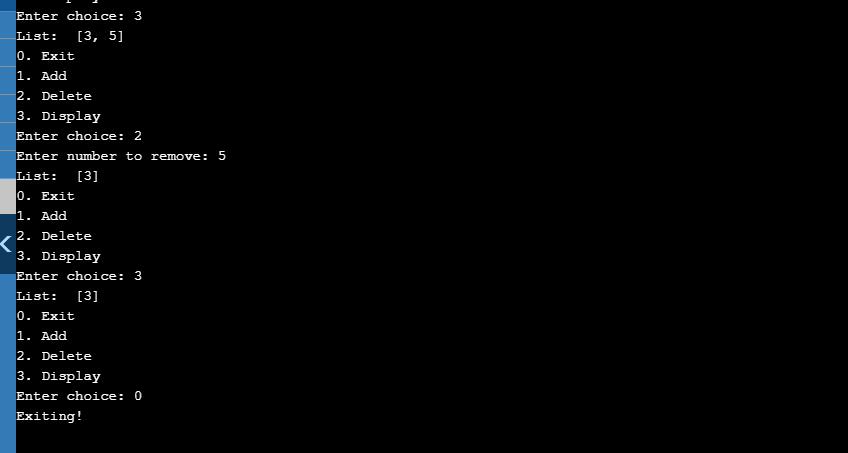 Enter choice: 3
List:  [3, 5]
0. Exit
1. Add
2. Delete
3. Display
Enter choice: 2
Enter number to remove: 5
List:  [3]
0. Exit
1. Add
2. Delete
3. Display
Enter choice: 3
List:  [3]
0. Exit
1. Add
2. Delete
3. Display
Enter choice: 0
Exiting!